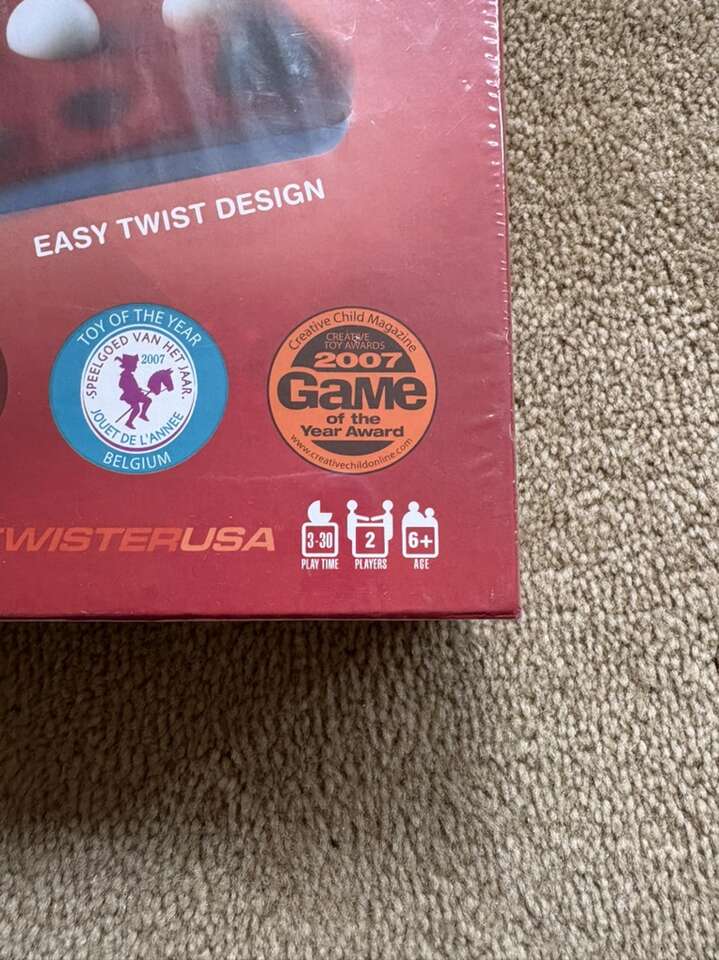 EASY TWIST DESIGN
TOY OF THE YEAR
·SPEELGOED VAN HET JAAR·
2007
JOUET DE L'ANNÉE
BELGIUM
Creative Child Magazine
CREATIVE
TOY AWARDS
2007
Game
of the
Year Award
www.creativechildonline.com
TWISTERUSA
3-30
PLAY TIME
2
PLAYERS
6+
AGE